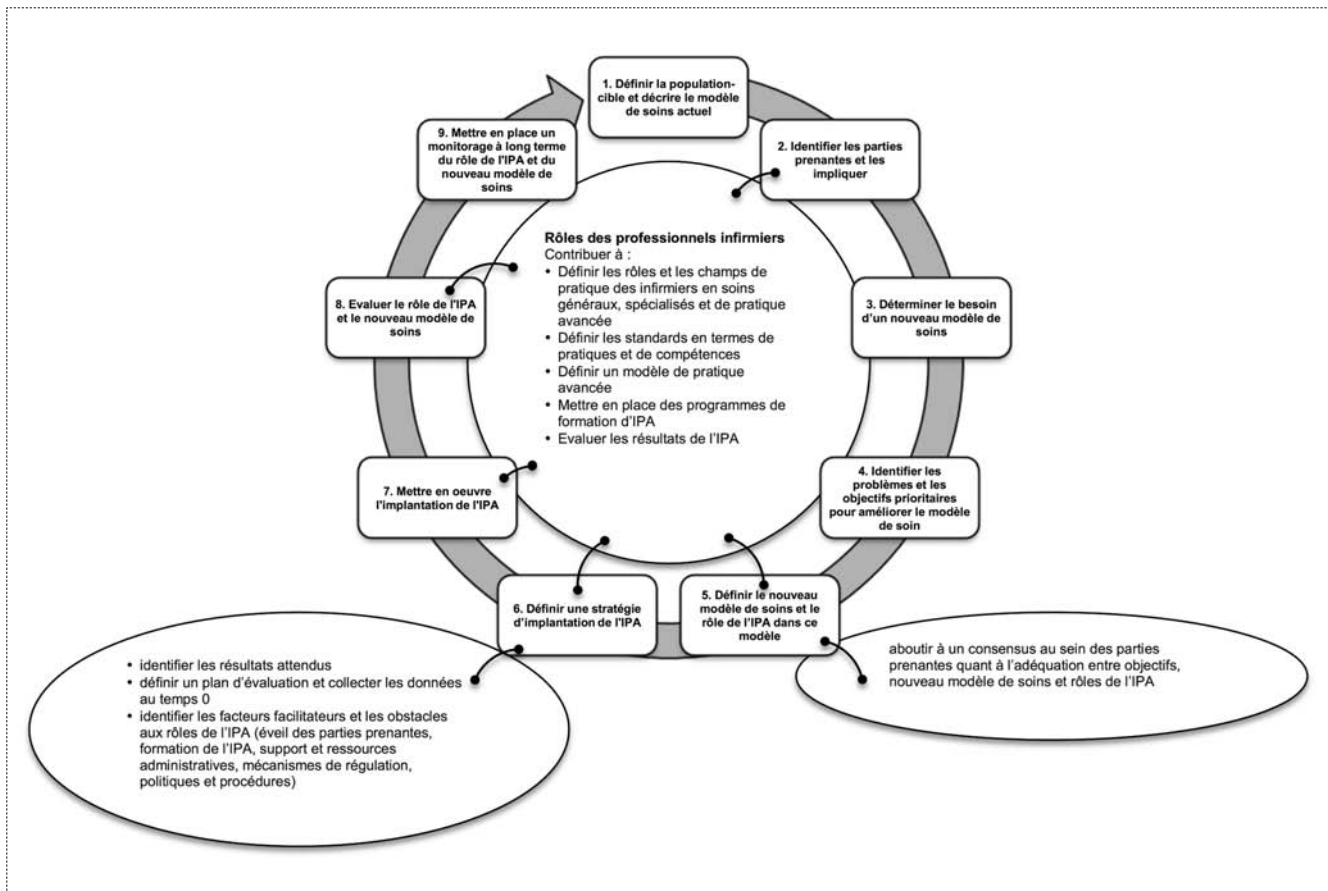 1. Définir la population-
cible et décrire le modèle
de soins actuel
2. Identifier les parties
prenantes et les
impliquer
3. Déterminer le besoin
d'un nouveau modèle de
soins
4. Identifier les
problèmes et les
objectifs prioritaires
pour améliorer le modèle
de soin
5. Définir le nouveau
modèle de soins et le
rôle de l'IPA dans ce
modèle
aboutir à un consensus au sein des parties
prenantes quant à l'adéquation entre objectifs,
nouveau modèle de soins et rôles de l'IPA
6. Définir une stratégie
d'implantation de l'IPA
• identifier les résultats attendus
• définir un plan d'évaluation et collecter les données
au temps 0
• identifier les facteurs facilitateurs et les obstacles
aux rôles de l'IPA (éveil des parties prenantes,
formation de l'IPA, support et ressources
administratives, mécanismes de régulation,
politiques et procédures)
7. Mettre en oeuvre
l'implantation de l'IPA
8. Evaluer le rôle de l'IPA
et le nouveau modèle de
soins
9. Mettre en place un
monitorage à long terme
du rôle de l'IPA et du
nouveau modèle de
soins
Rôles des professionnels infirmiers
Contribuer à :
• Définir les rôles et les champs de
pratique des infirmiers en soins
généraux, spécialisés et de pratique
avancée
• Définir les standards en termes de
pratiques et de compétences
• Définir un modèle de pratique
avancée
• Mettre en place des programmes de
formation d'IPA
• Evaluer les résultats de l'IPA